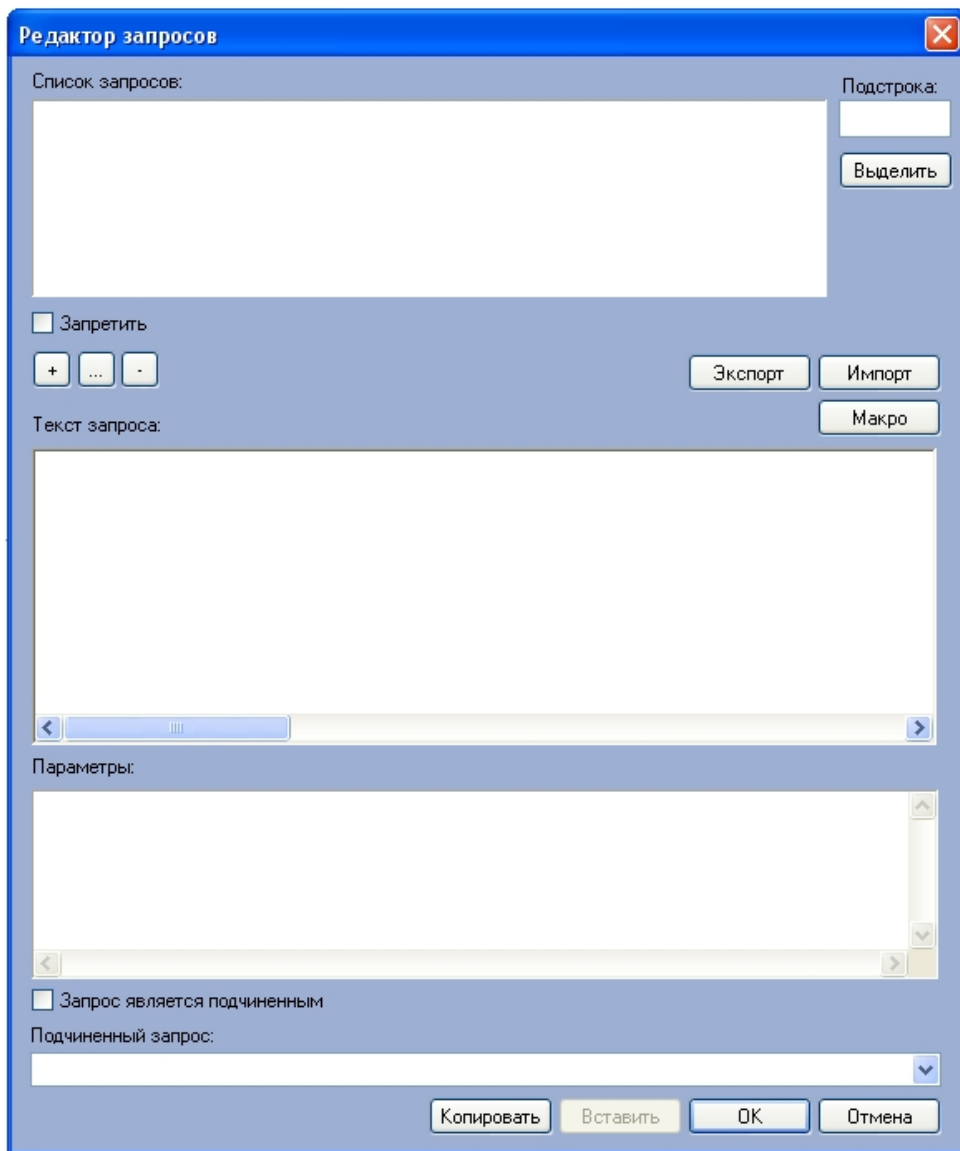 Редактор запросов
Список запросов:
Подстрока:
Выделить
Запретить
+ ... -
Экспорт Импорт
Макро
Текст запроса:
Параметры:
Запрос является подчиненным
Подчиненный запрос:
Копировать Вставить OK Отмена